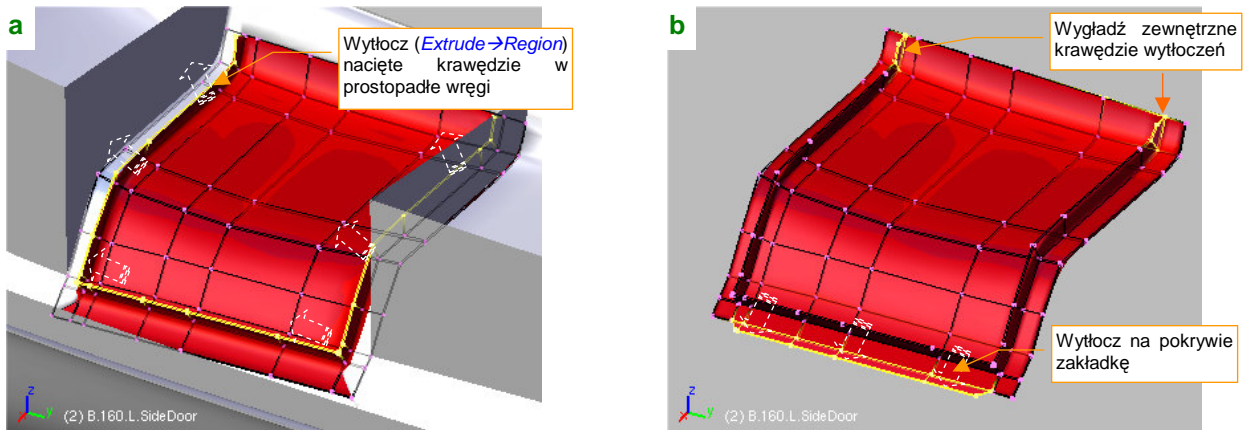 a
Wytłocz (Extrude→Region)
nacięte krawędzie w
prostopadłe wręgi
z
y
x
(2) B.160.L.SideDoor
b
Wygładź zewnętrzne
krawędzie wytłoczeń
Wytłocz na pokrywie
zakładkę
z
y
x
(2) B.160.L.SideDoor